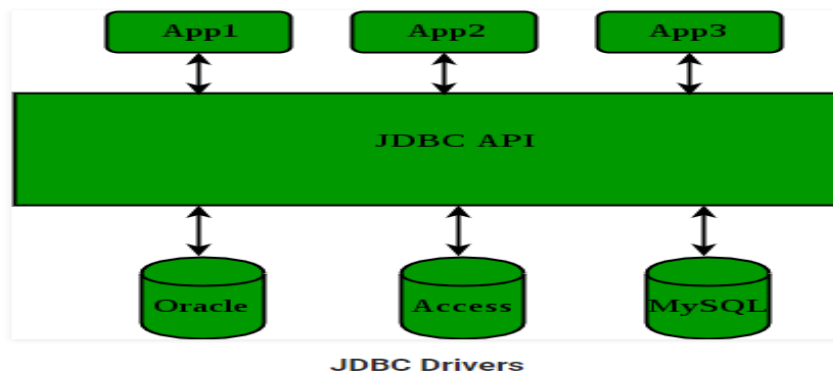 App1 App2 App3
JDBC API
Oracle Access MySQL
JDBC Drivers